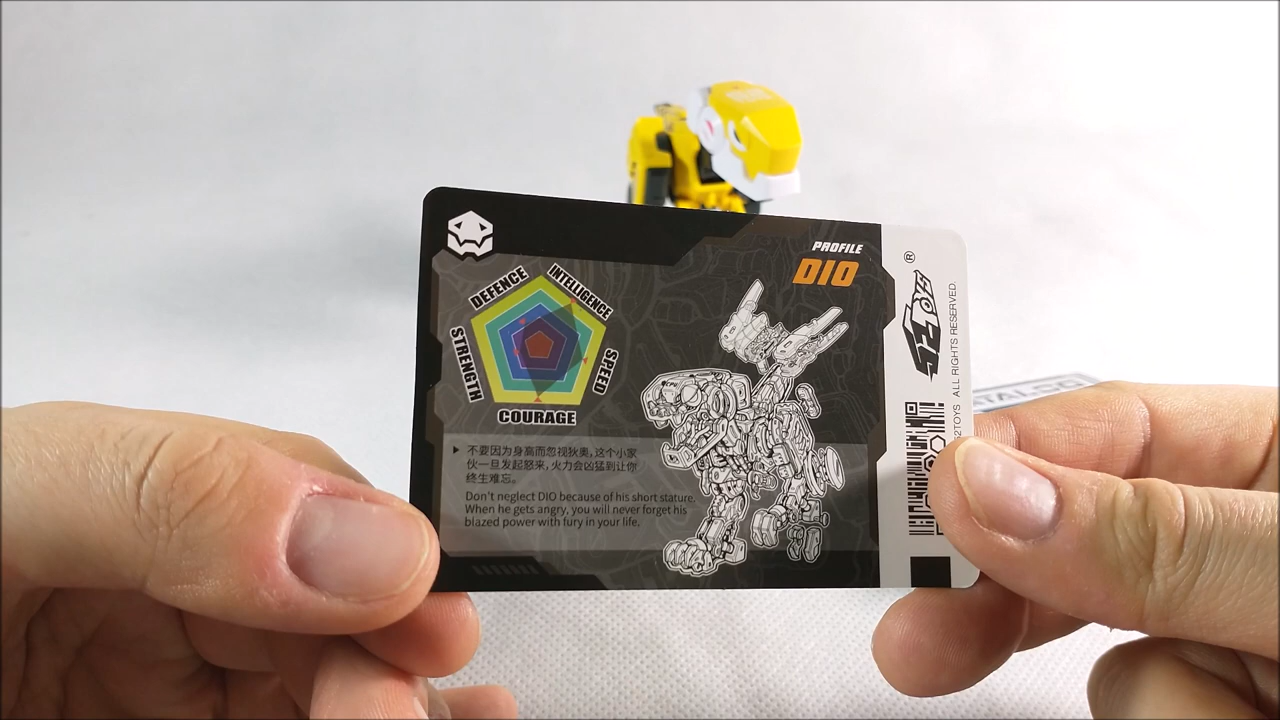 PROFILE
DIO
DEFENCE
INTELLIGENCE
STRENGTH
SPEED
COURAGE
不要因为身高而忽视狄奥,这个小家
伙一旦发起怒来,火力会凶猛到让你
终生难忘。
Don't neglect DIO because of his short stature.
When he gets angry, you will never forget his
blazed power with fury in your life.
52TOYS ®
52TOYS ALL RIGHTS RESERVED.
CATALOG